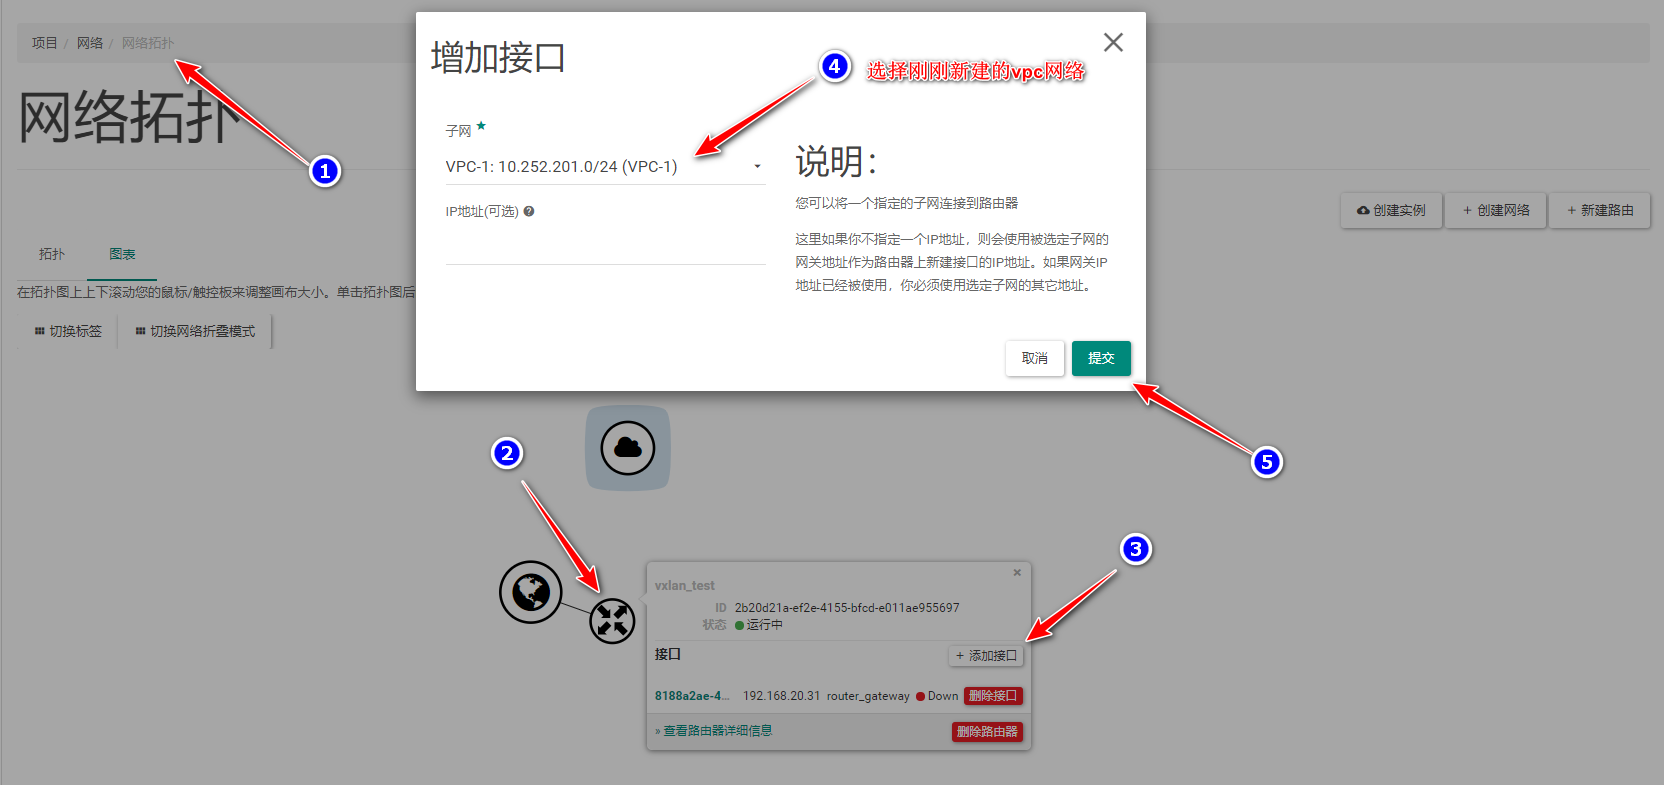 项目 / 网络 / 网络拓扑
网络拓扑
1
增加接口
4
选择刚刚新建的vpc网络
子网
VPC-1: 10.252.201.0/24 (VPC-1)
IP地址(可选)
说明：
您可以将一个指定的子网连接到路由器
这里如果你不指定一个IP地址，则会使用被选定子网的
网关地址作为路由器上新建接口的IP地址。如果网关IP
地址已经被使用，你必须使用选定子网的其它地址。
取消
提交
创建实例
+ 创建网络
+ 新建路由
拓扑
图表
在拓扑图上上下滚动您的鼠标/触控板来调整画布大小。单击拓扑图后
切换标签
切换网络折叠模式
2
5
3
vxlan_test
ID 2b20d21a-ef2e-4155-bfcd-e011ae955697
状态 运行中
接口
+ 添加接口
8188a2ae-4... 192.168.20.31 router_gateway Down 删除接口
» 查看路由器详细信息
删除路由器